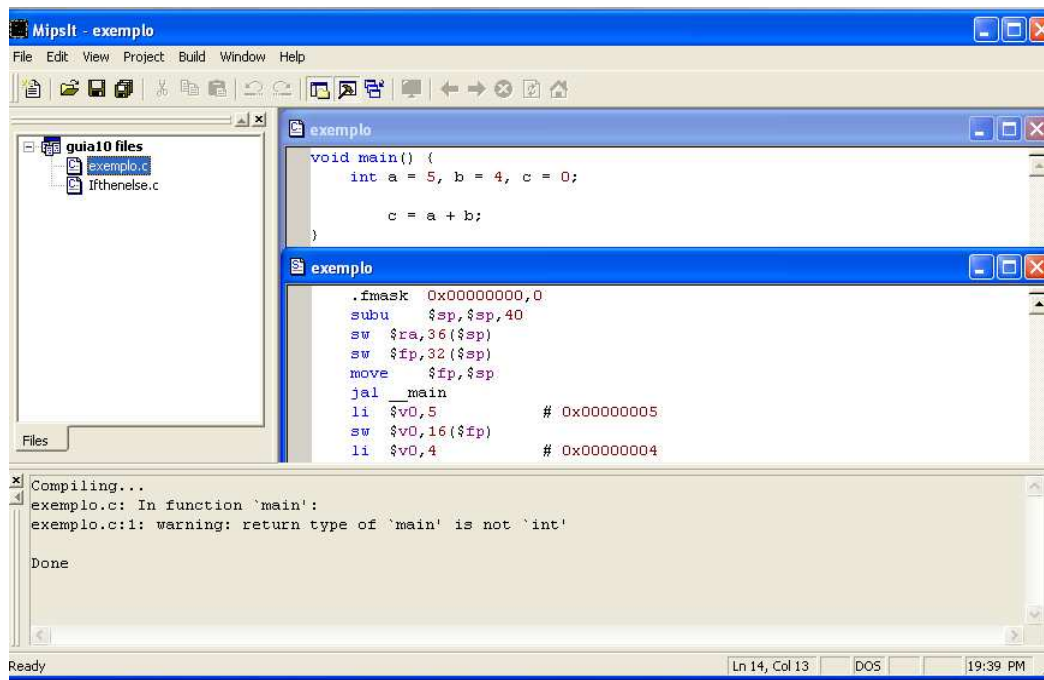 MipsIt - exemplo
File Edit View Project Build Window Help
guia10 files
exemplo.c
Ifthenelse.c
Files
exemplo
void main() {
    int a = 5, b = 4, c = 0;
        c = a + b;
}
exemplo
.fmask 0x00000000,0
subu $sp,$sp,40
sw $ra,36($sp)
sw $fp,32($sp)
move $fp,$sp
jal __main
li $v0,5 # 0x00000005
sw $v0,16($fp)
li $v0,4 # 0x00000004
Compiling...
exemplo.c: In function `main':
exemplo.c:1: warning: return type of `main' is not `int'
Done
Ready Ln 14, Col 13 DOS 19:39 PM